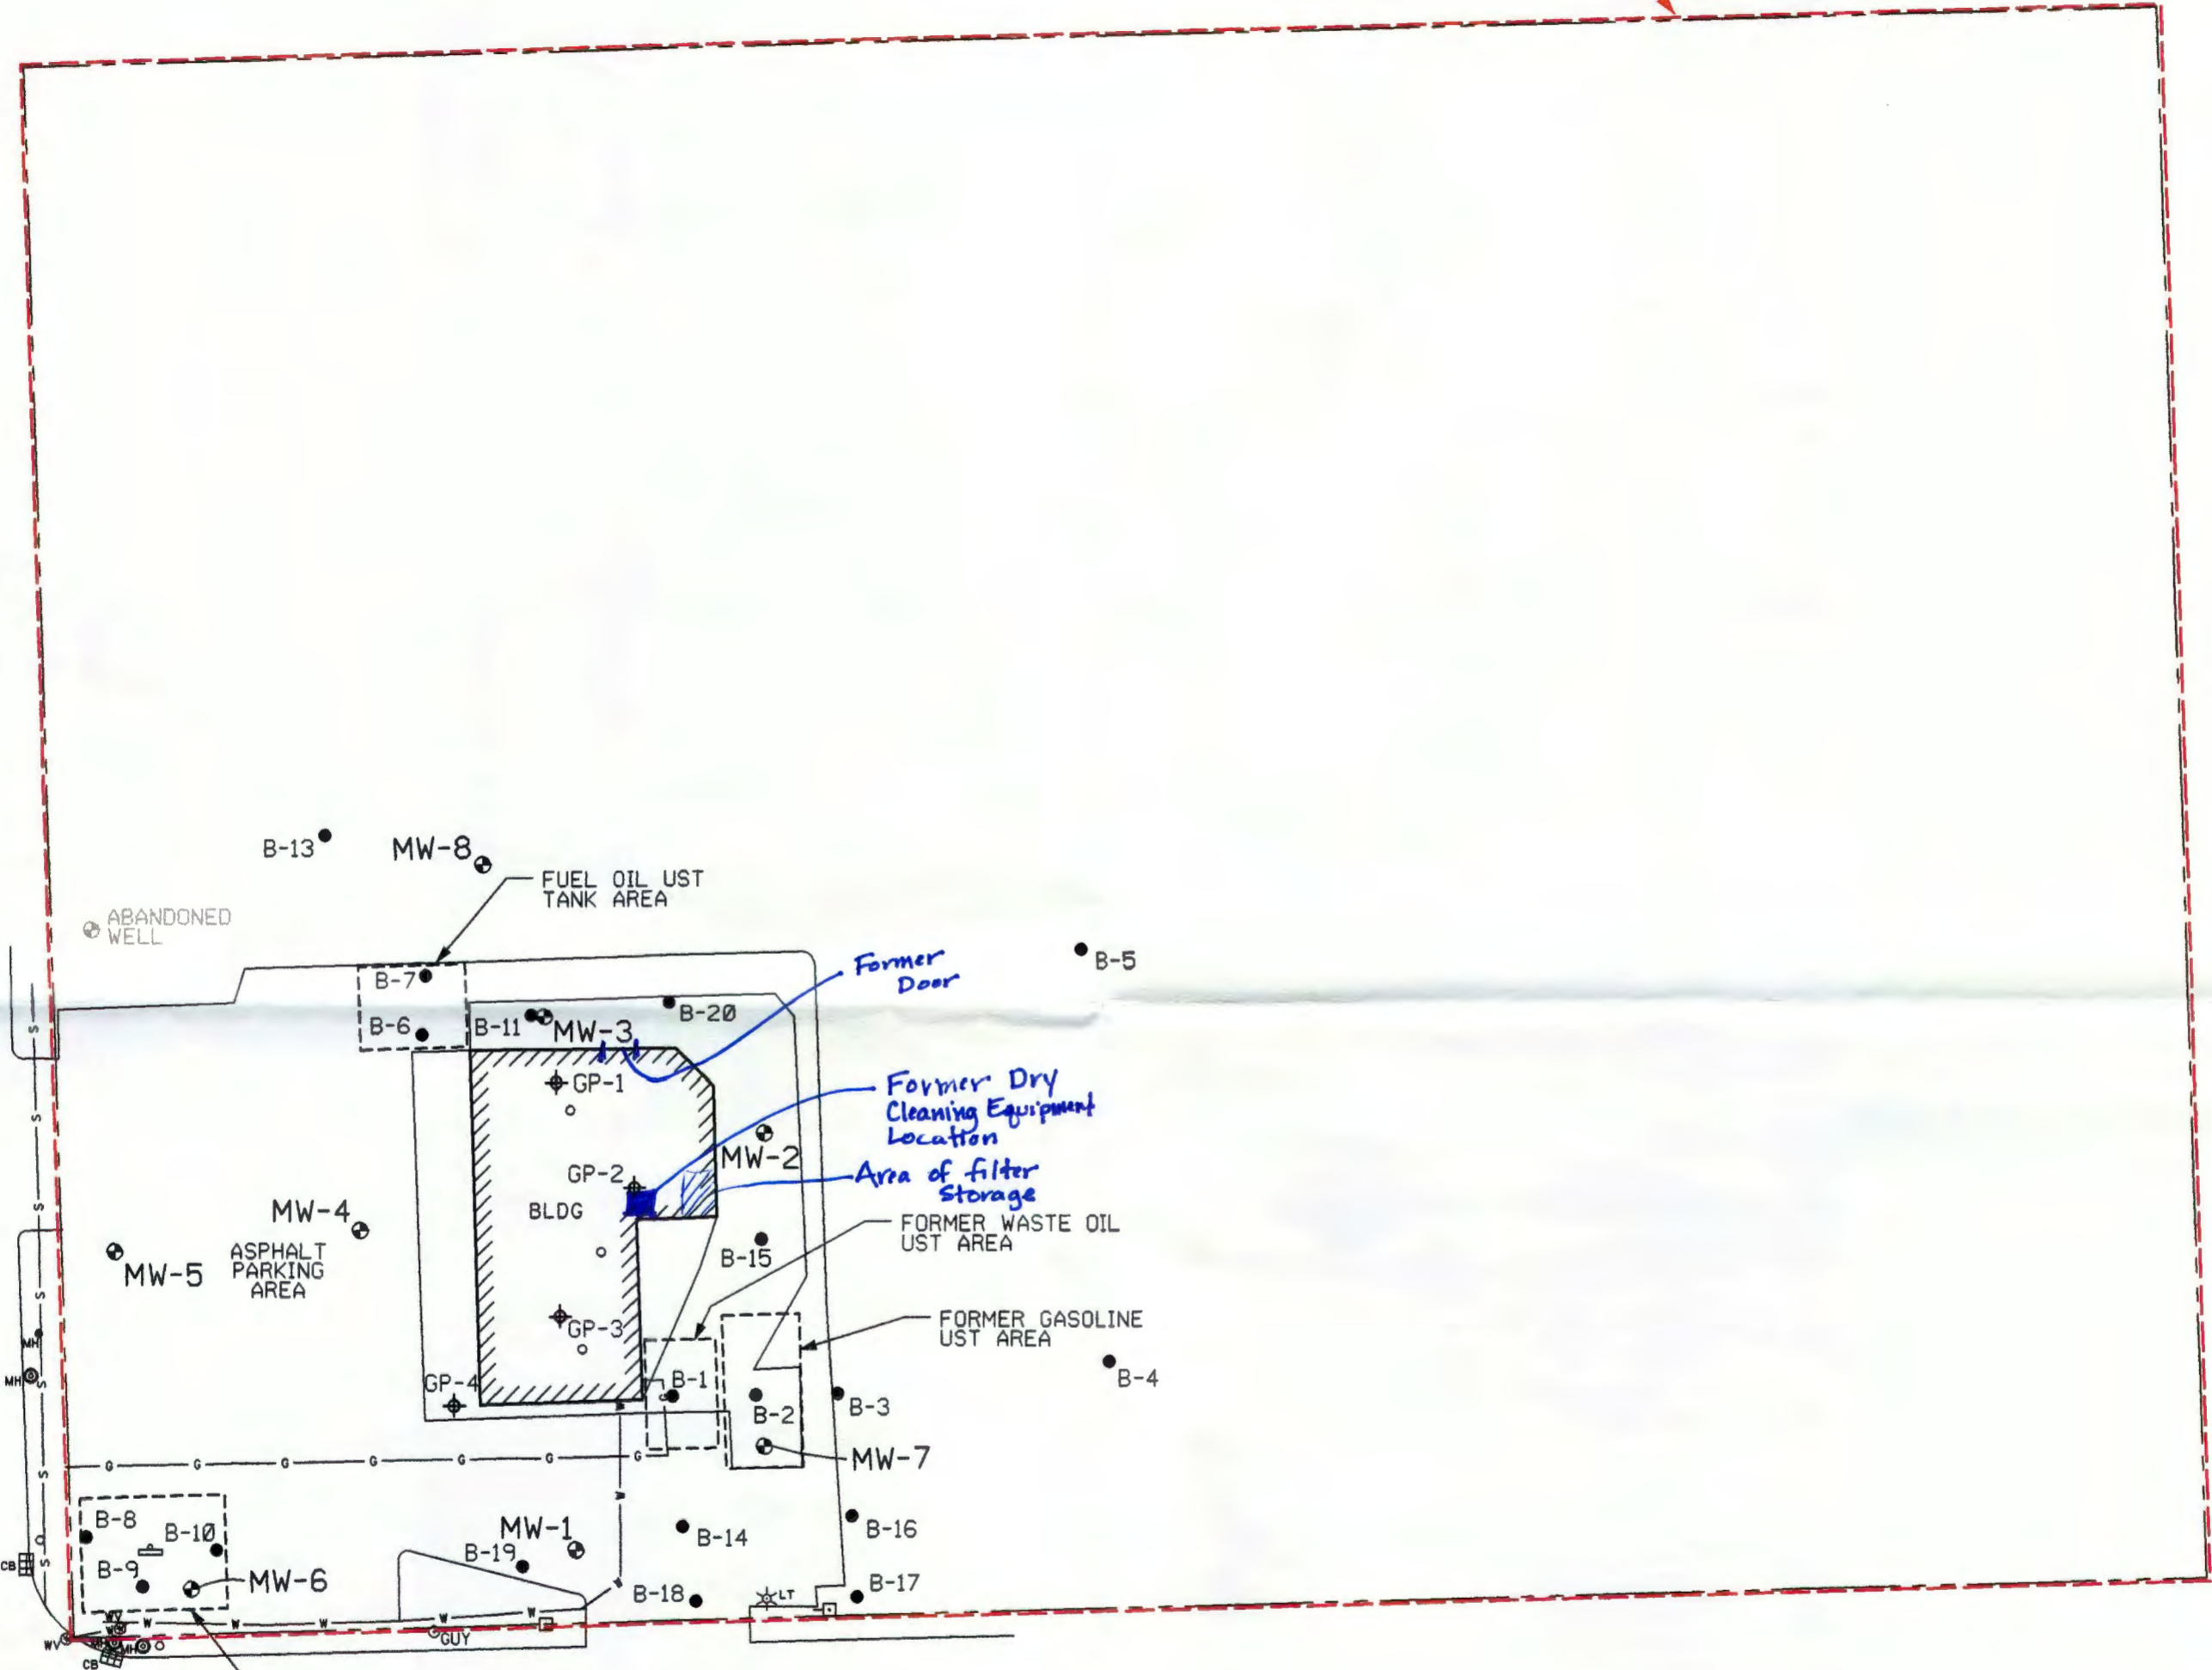 B-13
MW-8
FUEL OIL UST
TANK AREA
ABANDONED
WELL
B-7
B-6
B-11
MW-3
B-20
Former
Door
B-5
GP-1
Former Dry
Cleaning Equipment
Location
MW-2
GP-2
Area of filter
Storage
BLDG
MW-4
MW-5
ASPHALT
PARKING
AREA
FORMER WASTE OIL
UST AREA
B-15
FORMER GASOLINE
UST AREA
GP-3
B-4
GP-4
B-1
B-2
B-3
MW-7
MH
MH
S
S
S
S
S
S
S
S
G
G
G
G
G
G
G
G
B-8
B-10
B-9
MW-6
MW-1
B-19
B-14
B-16
B-18
B-17
LT
W
W
W
W
W
W
W
GUY
WV
WV
CB
CB
MH